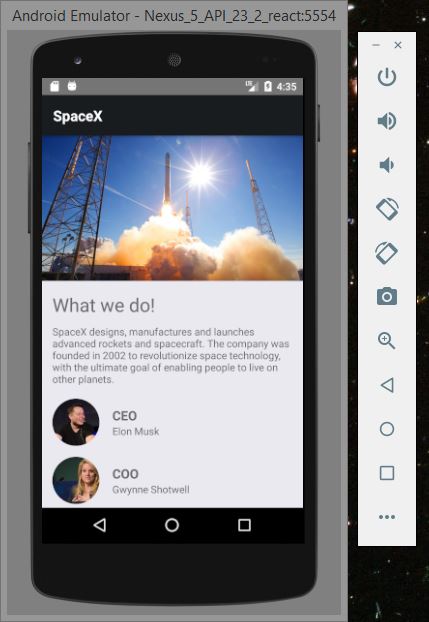 Android Emulator - Nexus_5_API_23_2_react:5554
LTE 4:35
SpaceX
What we do!
SpaceX designs, manufactures and launches
advanced rockets and spacecraft. The company was
founded in 2002 to revolutionize space technology,
with the ultimate goal of enabling people to live on
other planets.
CEO
Elon Musk
COO
Gwynne Shotwell